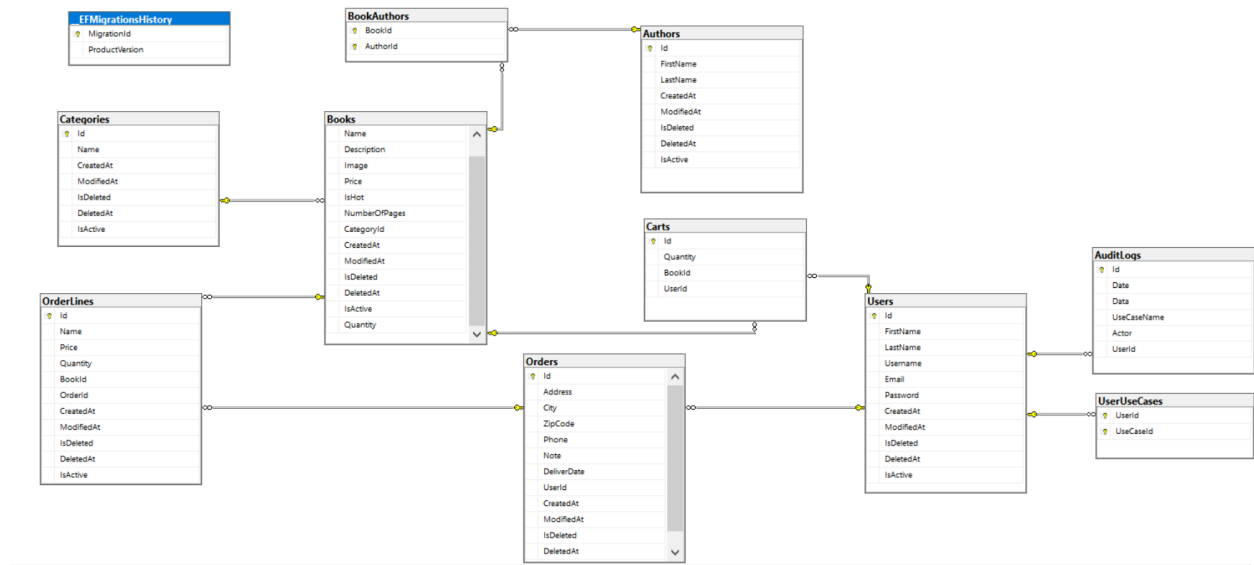 _EFMigrationsHistory
MigrationId
ProductVersion
BookAuthors
BookId
AuthorId
Authors
Id
FirstName
LastName
CreatedAt
ModifiedAt
IsDeleted
DeletedAt
IsActive
Categories
Id
Name
CreatedAt
ModifiedAt
IsDeleted
DeletedAt
IsActive
Books
Name
Description
Image
Price
IsHot
NumberOfPages
CategoryId
CreatedAt
ModifiedAt
IsDeleted
DeletedAt
IsActive
Quantity
Carts
Id
Quantity
BookId
UserId
AuditLogs
Id
Date
Data
UseCaseName
Actor
UserId
OrderLines
Id
Name
Price
Quantity
BookId
OrderId
CreatedAt
ModifiedAt
IsDeleted
DeletedAt
IsActive
Orders
Id
Address
City
ZipCode
Phone
Note
DeliverDate
UserId
CreatedAt
ModifiedAt
IsDeleted
DeletedAt
Users
Id
FirstName
LastName
Username
Email
Password
CreatedAt
ModifiedAt
IsDeleted
DeletedAt
IsActive
UserUseCases
UserId
UseCaseId